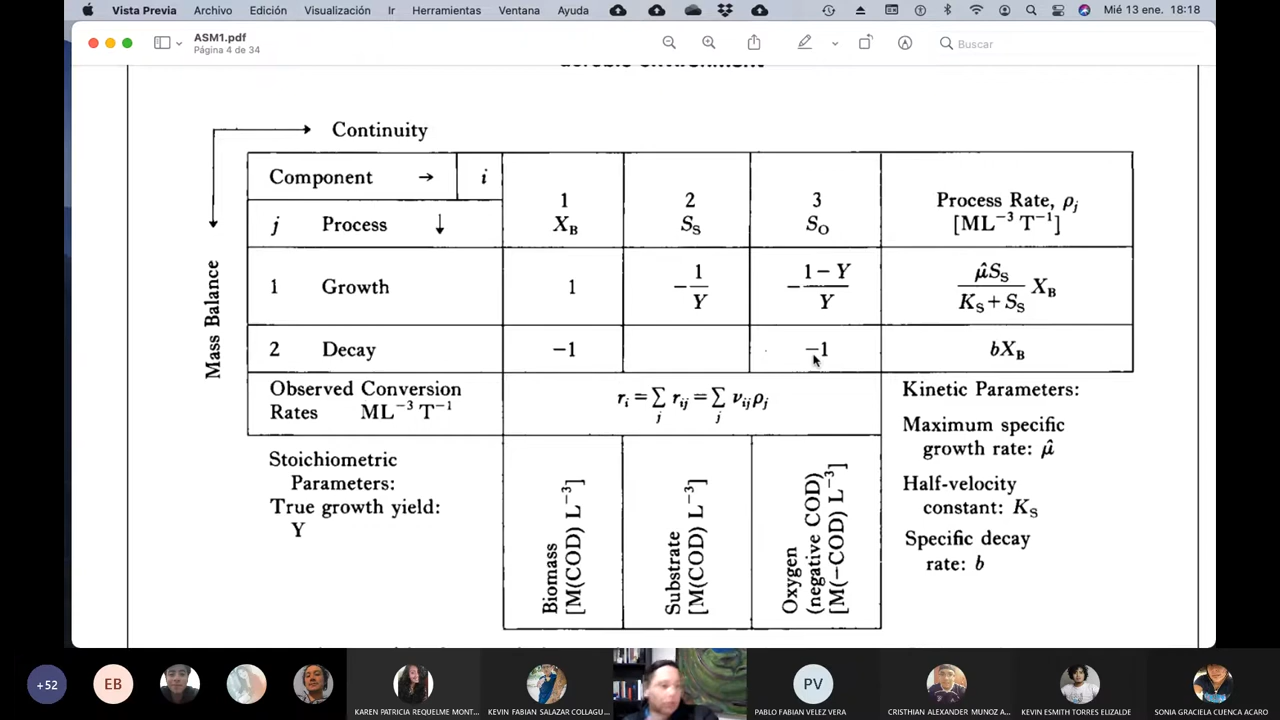 Vista Previa Archivo Edición Visualización Ir Herramientas Ventana Ayuda Mié 13 ene. 18:18
ASM1.pdf
Página 4 de 34
Buscar
aerobic environment
Continuity
Mass Balance
Component → i
j Process ↓
1
X_B
2
S_S
3
S_O
Process Rate, ρ_j
[ML⁻³ T⁻¹]
1 Growth 1 −1/Y −(1−Y)/Y (μ̂S_S)/(K_S+S_S) X_B
2 Decay −1 −1 bX_B
Observed Conversion
Rates ML⁻³ T⁻¹
r_i = ∑_j r_ij = ∑_j ν_ij ρ_j
Stoichiometric
Parameters:
True growth yield:
Y
Biomass
[M(COD) L⁻³]
Substrate
[M(COD) L⁻³]
Oxygen
(negative COD)
[M(−COD) L⁻³]
Kinetic Parameters:
Maximum specific
growth rate: μ̂
Half-velocity
constant: K_S
Specific decay
rate: b
+52
EB
PV
KAREN PATRICIA REQUELME MONT...
KEVIN FABIAN SALAZAR COLLAGU...
PABLO FABIAN VELEZ VERA
CRISTHIAN ALEXANDER MUNOZ A...
KEVIN ESMITH TORRES ELIZALDE
SONIA GRACIELA CUENCA ACARO